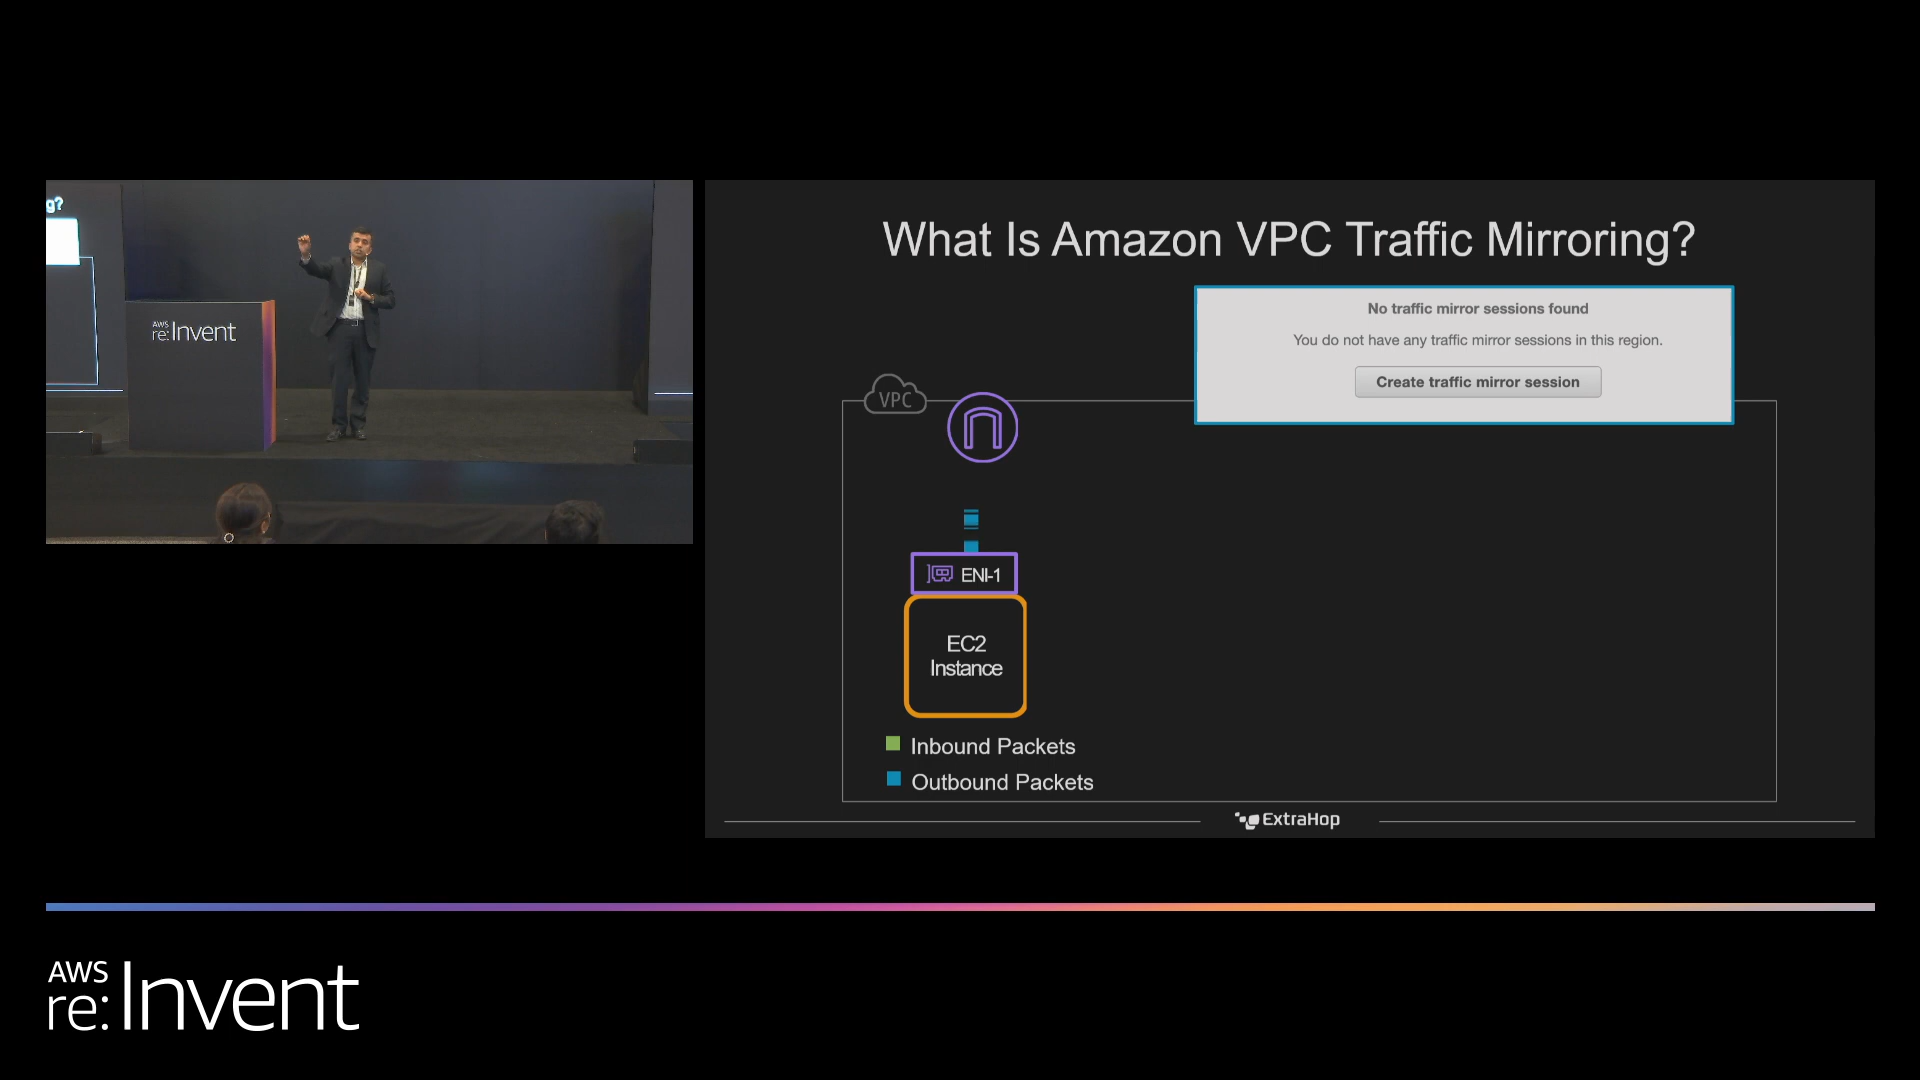 g?
AWS
re:Invent
What Is Amazon VPC Traffic Mirroring?
No traffic mirror sessions found
You do not have any traffic mirror sessions in this region.
Create traffic mirror session
VPC
ENI-1
EC2
Instance
Inbound Packets
Outbound Packets
ExtraHop
AWS
re:Invent